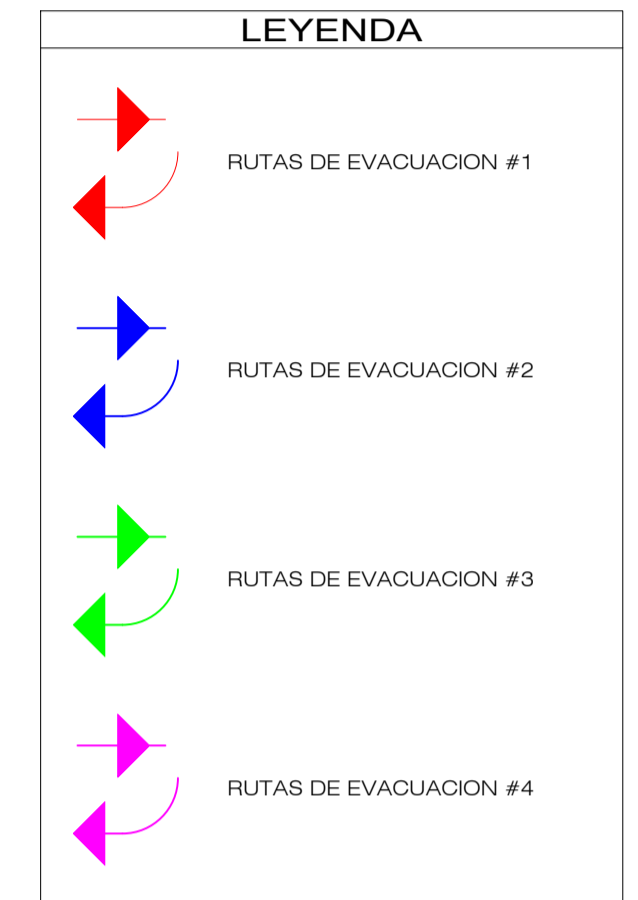 LEYENDA
RUTAS DE EVACUACION #1
RUTAS DE EVACUACION #2
RUTAS DE EVACUACION #3
RUTAS DE EVACUACION #4